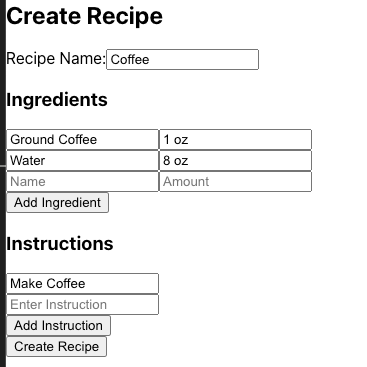 Create Recipe
Recipe Name: Coffee
Ingredients
Ground Coffee 1 oz
Water 8 oz
Name Amount
Add Ingredient
Instructions
Make Coffee
Enter Instruction
Add Instruction
Create Recipe